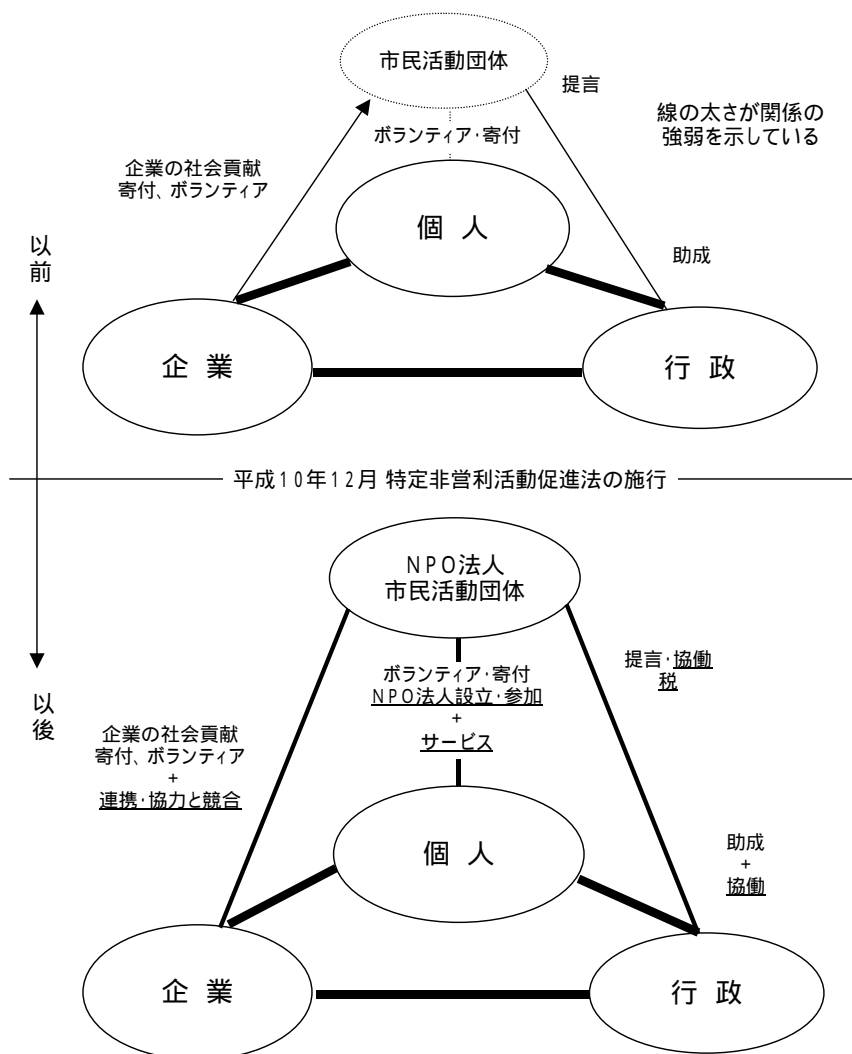 市民活動団体
提言
線の太さが関係の
強弱を示している
ボランティア・寄付
企業の社会貢献
寄付、ボランティア
個 人
以前
助成
企 業
行 政
平成10年12月 特定非営利活動促進法の施行
NPO法人
市民活動団体
ボランティア・寄付
NPO法人設立・参加
+
サービス
提言・協働
税
以後
企業の社会貢献
寄付、ボランティア
+
連携・協力と競合
個 人
助成
+
協働
企 業
行 政